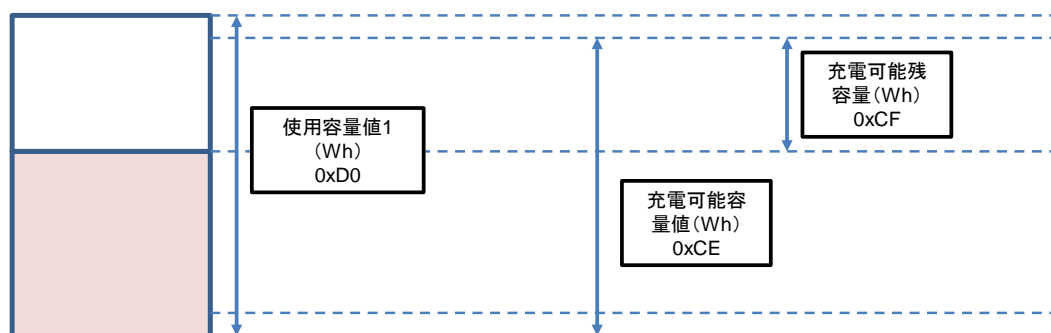 使用容量値1
(Wh)
0xD0
充電可能残
容量(Wh)
0xCF
充電可能容
量値(Wh)
0xCE